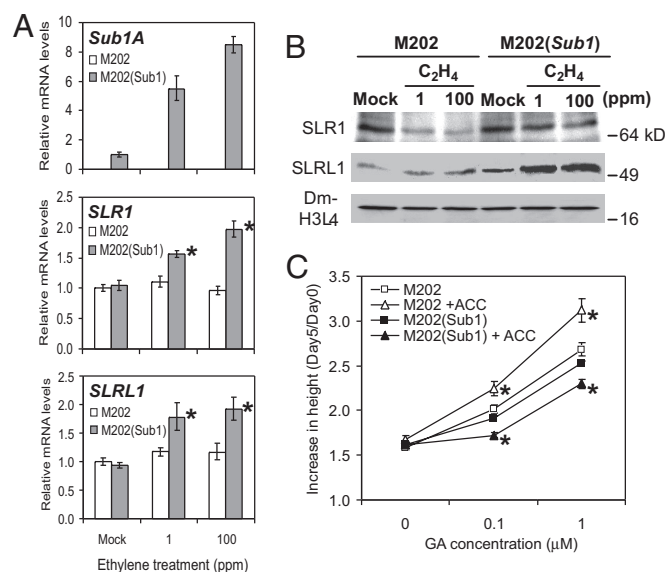 A
Sub1A
M202
M202(Sub1)
Relative mRNA levels
10
8
6
4
2
0
SLR1
M202
M202(Sub1)
*
*
Relative mRNA levels
2.5
2.0
1.5
1.0
0.5
0.0
SLRL1
M202
M202(Sub1)
*
*
Relative mRNA levels
2.5
2.0
1.5
1.0
0.5
0.0
Mock 1 100
Ethylene treatment (ppm)
B
M202 M202(Sub1)
C2H4 C2H4
Mock 1 100 Mock 1 100 (ppm)
SLR1 –64 kD
SLRL1 –49
Dm-
H3L4 –16
C
M202
M202 +ACC
M202(Sub1)
M202(Sub1) + ACC
*
*
*
*
Increase in height (Day5/Day0)
3.5
3.0
2.5
2.0
1.5
1.0
0 0.1 1
GA concentration (μM)